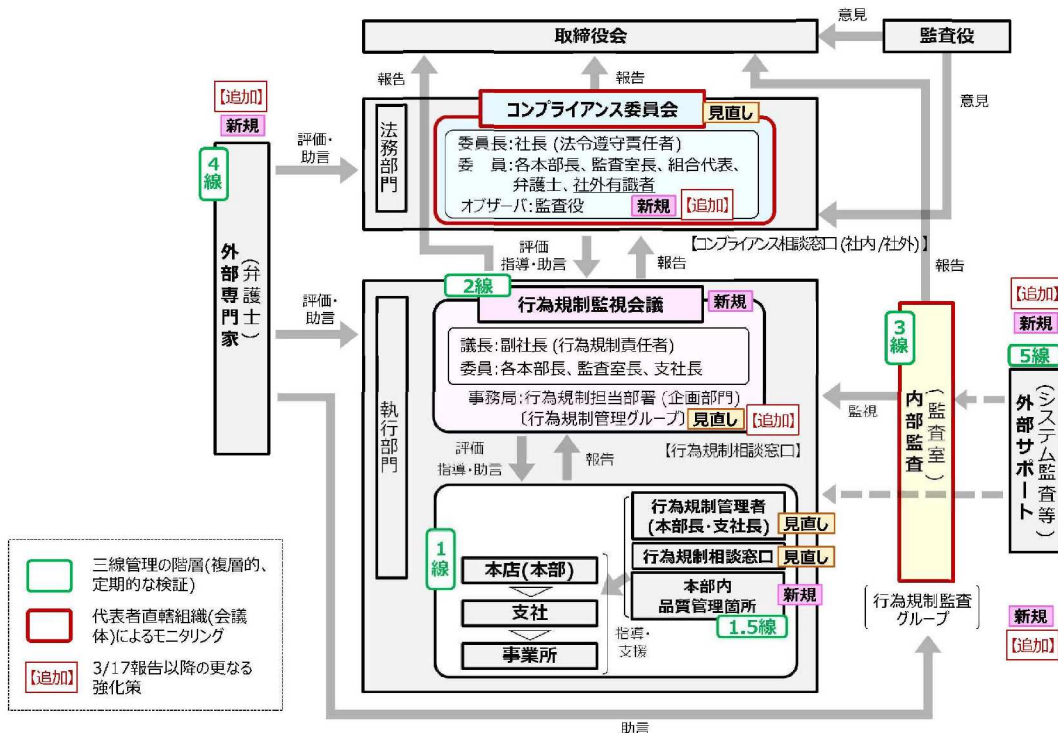 取締役会
監査役
意見
意見
報告
報告
【追加】
新規
4線
外部専門家
(弁護士)
評価・
助言
法務部門
コンプライアンス委員会
見直し
委員長:社長 (法令遵守責任者)
委　員:各本部長、監査室長、組合代表、
弁護士、社外有識者
オブザーバ:監査役
新規
【追加】
【コンプライアンス相談窓口(社内/社外)】
評価
指導・助言
報告
報告
評価・
助言
執行部門
2線
行為規制監視会議
新規
議長:副社長 (行為規制責任者)
委員:各本部長、監査室長、支社長
事務局:行為規制担当部署 (企画部門)
〔行為規制管理グループ〕
見直し
【追加】
【行為規制相談窓口】
評価
指導・助言
報告
監視
3線
内部監査
(監査室)
〔行為規制監査
グループ〕
【追加】
新規
5線
外部サポート
(システム監査等)
新規
【追加】
1線
本店(本部)
支社
事業所
行為規制管理者
(本部長・支社長)
見直し
行為規制相談窓口
見直し
本部内
品質管理箇所
新規
1.5線
指導・
支援
助言
三線管理の階層(複層的、
定期的な検証)
代表者直轄組織(会議
体)によるモニタリング
【追加】
3/17報告以降の更なる
強化策